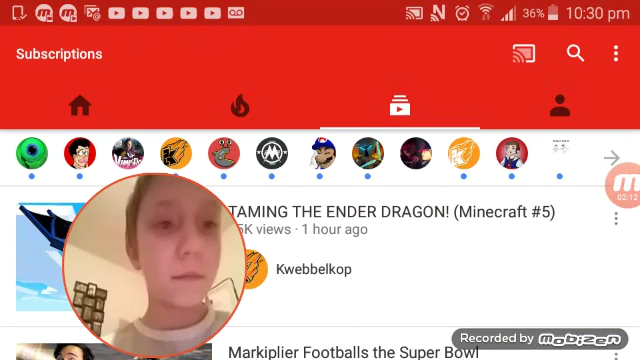 36% 10:30 pm
Subscriptions
02:12
TAMING THE ENDER DRAGON! (Minecraft #5)
5K views · 1 hour ago
Kwebbelkop
Recorded by MOBIZEN
Markiplier Footballs the Super Bowl